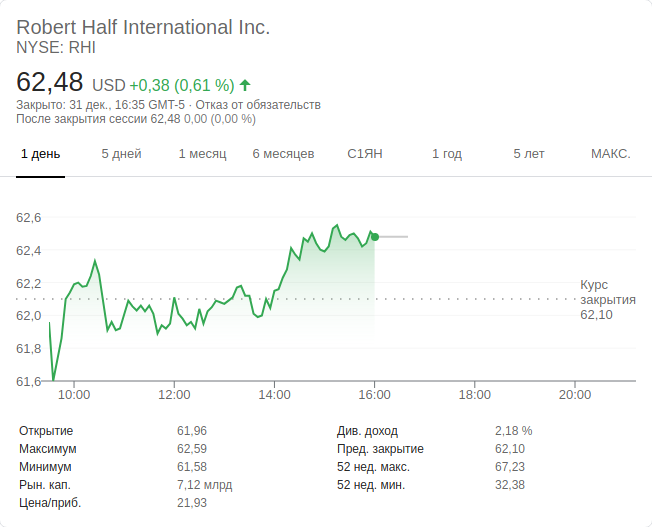 Robert Half International Inc.
NYSE: RHI
62,48 USD +0,38 (0,61 %)
Закрыто: 31 дек., 16:35 GMT-5 · Отказ от обязательств
После закрытия сессии 62,48 0,00 (0,00 %)
1 день 5 дней 1 месяц 6 месяцев С1ЯН 1 год 5 лет МАКС.
62,6
62,4
62,2
62,0
61,8
61,6
Курс
закрытия
62,10
10:00 12:00 14:00 16:00 18:00 20:00
Открытие 61,96 Див. доход 2,18 %
Максимум 62,59 Пред. закрытие 62,10
Минимум 61,58 52 нед. макс. 67,23
Рын. кап. 7,12 млрд 52 нед. мин. 32,38
Цена/приб. 21,93